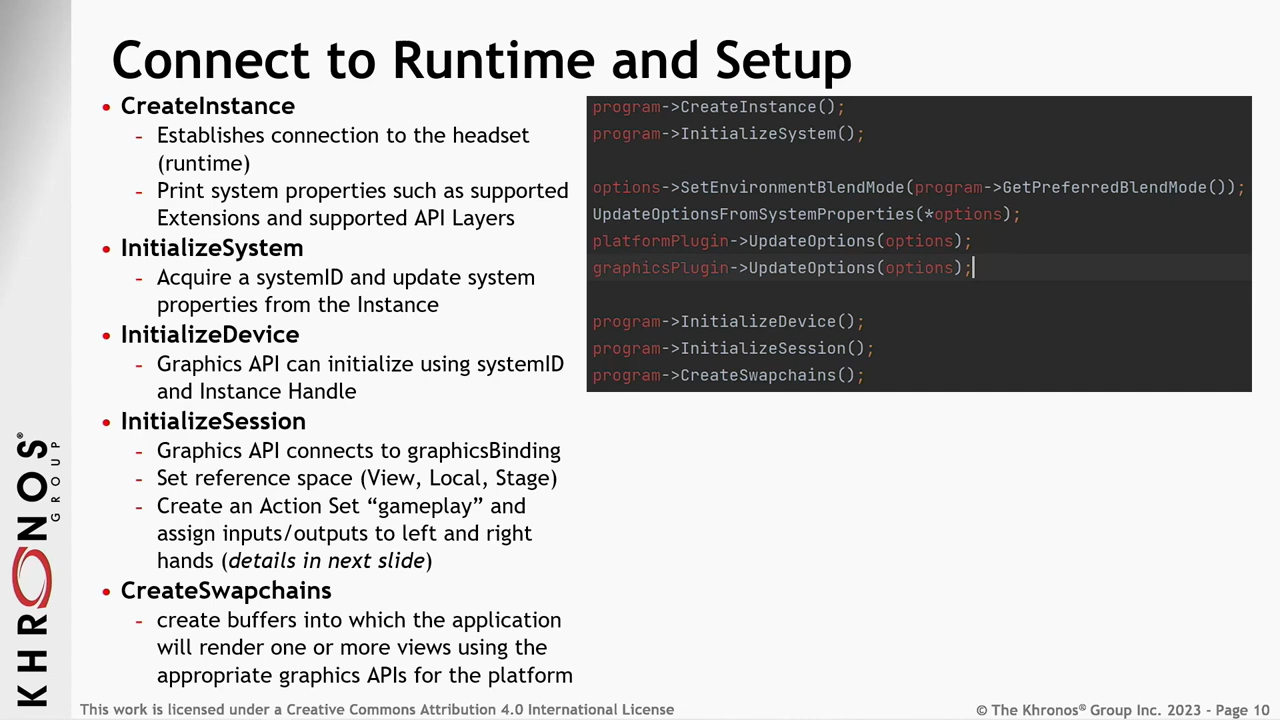 Connect to Runtime and Setup
• CreateInstance
- Establishes connection to the headset
(runtime)
- Print system properties such as supported
Extensions and supported API Layers
• InitializeSystem
- Acquire a systemID and update system
properties from the Instance
• InitializeDevice
- Graphics API can initialize using systemID
and Instance Handle
• InitializeSession
- Graphics API connects to graphicsBinding
- Set reference space (View, Local, Stage)
- Create an Action Set “gameplay” and
assign inputs/outputs to left and right
hands (details in next slide)
• CreateSwapchains
- create buffers into which the application
will render one or more views using the
appropriate graphics APIs for the platform
program->CreateInstance();
program->InitializeSystem();
options->SetEnvironmentBlendMode(program->GetPreferredBlendMode());
UpdateOptionsFromSystemProperties(*options);
platformPlugin->UpdateOptions(options);
graphicsPlugin->UpdateOptions(options);
program->InitializeDevice();
program->InitializeSession();
program->CreateSwapchains();
KHRONOS®
GROUP
This work is licensed under a Creative Commons Attribution 4.0 International License
© The Khronos® Group Inc. 2023 - Page 10